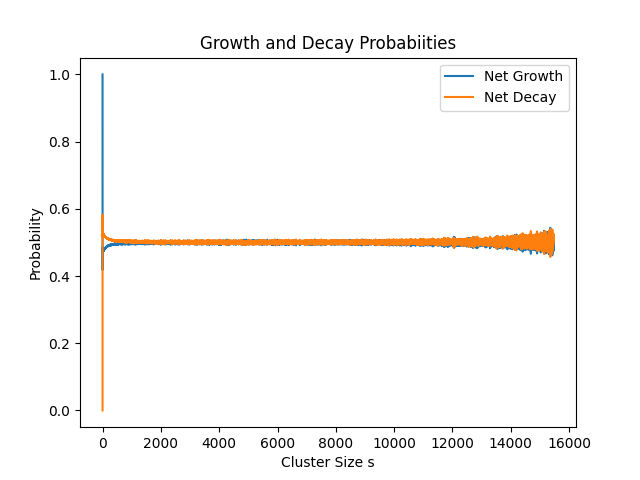 Growth and Decay Probabiities
Net Growth
Net Decay
1.0
0.8
0.6
0.4
0.2
0.0
Probability
0 2000 4000 6000 8000 10000 12000 14000 16000
Cluster Size s